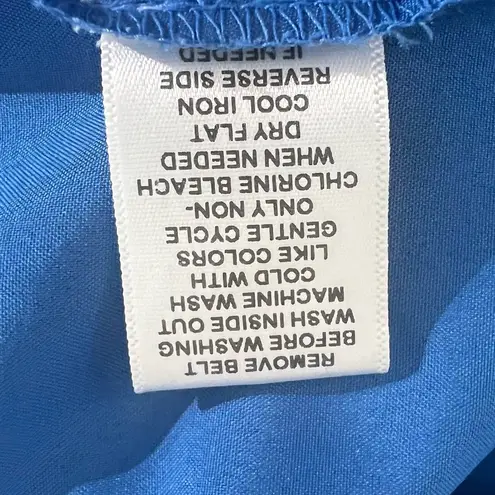 REMOVE BELT
BEFORE WASHING
WASH INSIDE OUT
MACHINE WASH
COLD WITH
LIKE COLORS
GENTLE CYCLE
ONLY NON-
CHLORINE BLEACH
WHEN NEEDED
DRY FLAT
COOL IRON
REVERSE SIDE
IF NEEDED